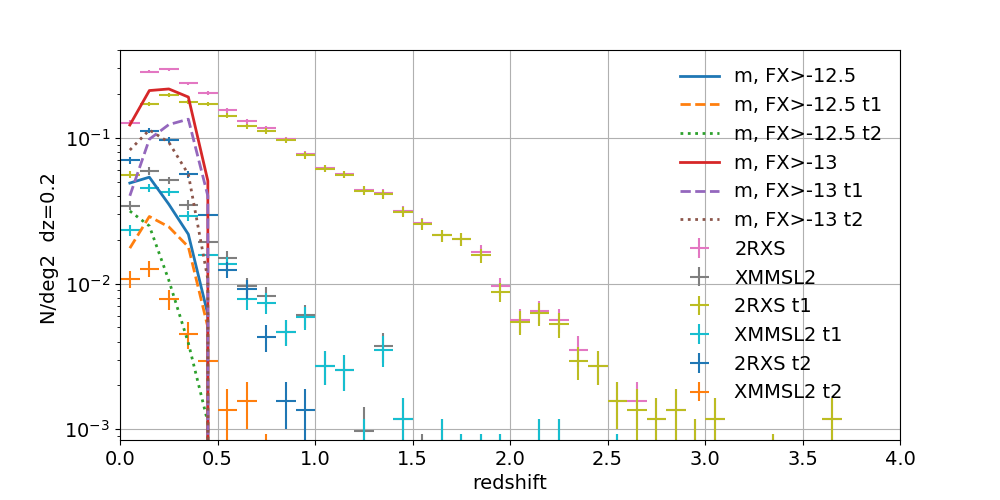 10⁻¹
10⁻²
10⁻³
N/deg2  dz=0.2
m, FX>-12.5
m, FX>-12.5 t1
m, FX>-12.5 t2
m, FX>-13
m, FX>-13 t1
m, FX>-13 t2
2RXS
XMMSL2
2RXS t1
XMMSL2 t1
2RXS t2
XMMSL2 t2
0.0 0.5 1.0 1.5 2.0 2.5 3.0 3.5 4.0
redshift